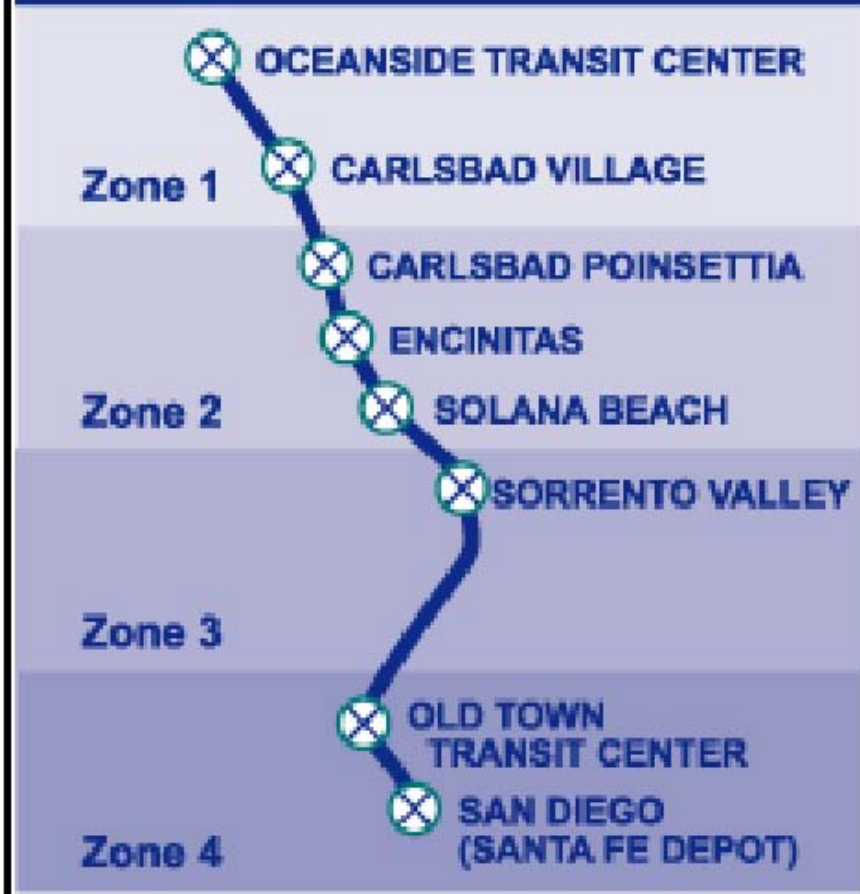 OCEANSIDE TRANSIT CENTER
CARLSBAD VILLAGE
Zone 1
CARLSBAD POINSETTIA
ENCINITAS
SOLANA BEACH
Zone 2
SORRENTO VALLEY
Zone 3
OLD TOWN
TRANSIT CENTER
SAN DIEGO
(SANTA FE DEPOT)
Zone 4